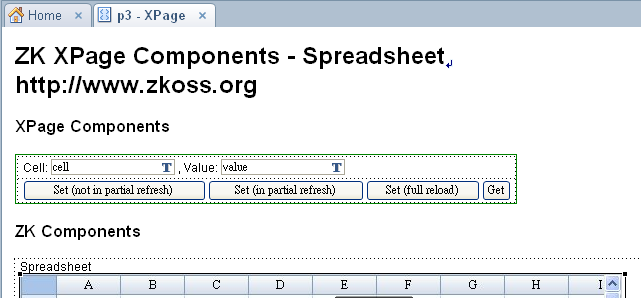 Home p3 - XPage
ZK XPage Components - Spreadsheet
http://www.zkoss.org
XPage Components
Cell: cell , Value: value
Set (not in partial refresh) Set (in partial refresh) Set (full reload) Get
ZK Components
Spreadsheet
A B C D E F G H I